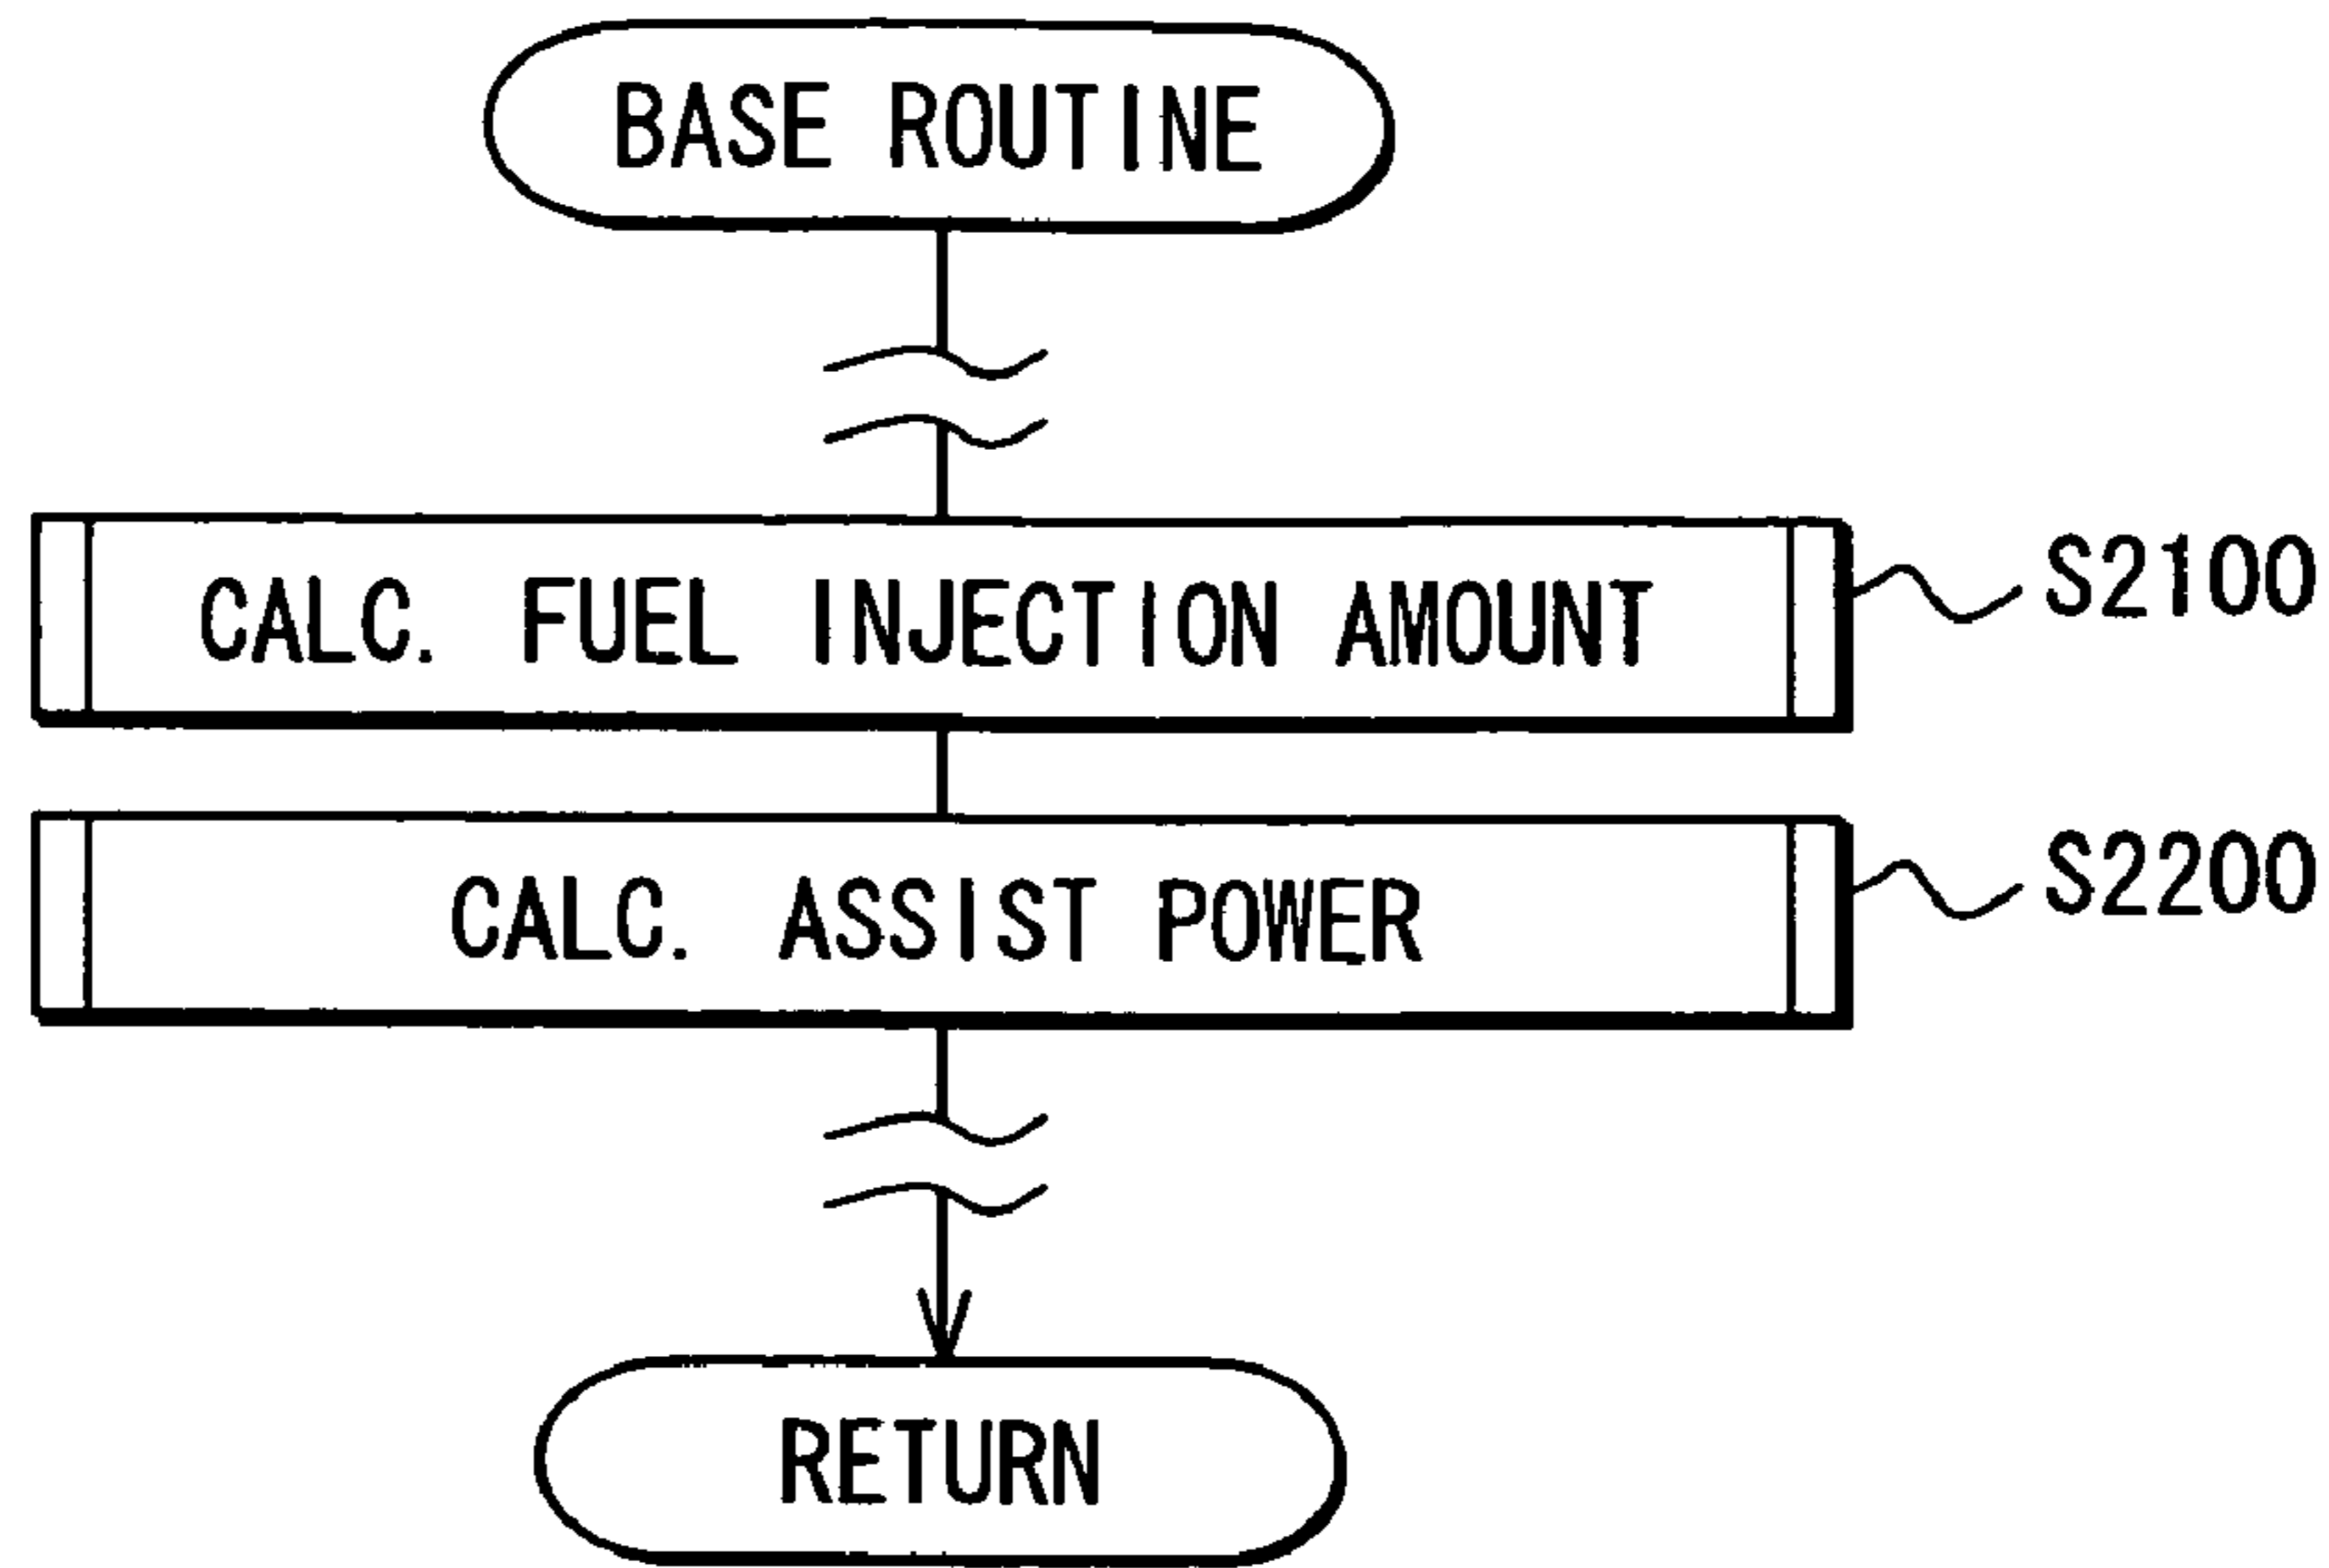 BASE ROUTINE
CALC. FUEL INJECTION AMOUNT
S2100
CALC. ASSIST POWER
S2200
RETURN